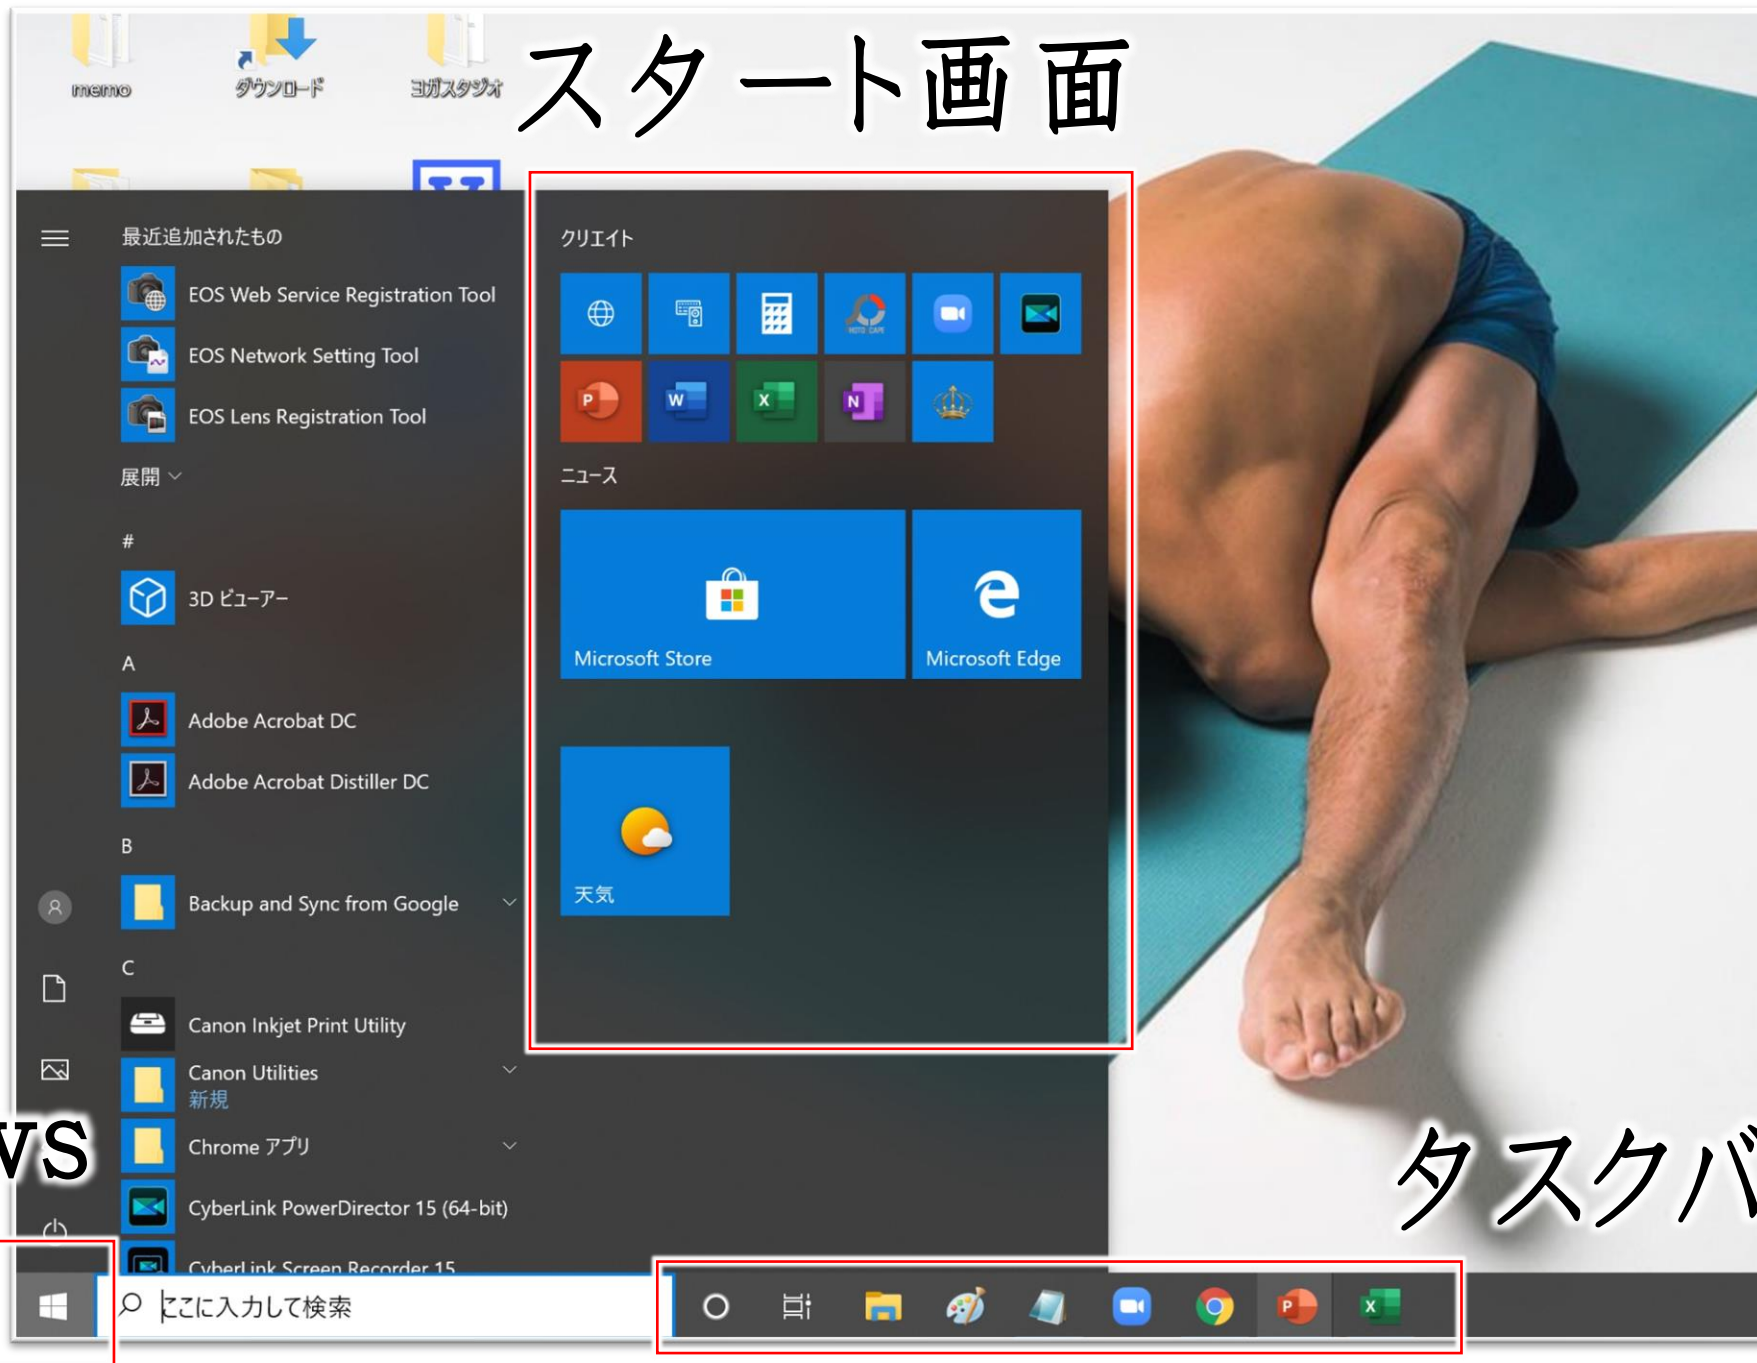 memo
ダウンロード
ヨガスタジオ
スタート画面
最近追加されたもの
EOS Web Service Registration Tool
EOS Network Setting Tool
EOS Lens Registration Tool
展開
#
3D ビューアー
A
Adobe Acrobat DC
Adobe Acrobat Distiller DC
B
Backup and Sync from Google
C
Canon Inkjet Print Utility
Canon Utilities
新規
Chrome アプリ
CyberLink PowerDirector 15 (64-bit)
CyberLink Screen Recorder 15
クリエイト
P
W
X
N
ニュース
Microsoft Store
Microsoft Edge
天気
ws
タスクバ
ここに入力して検索
P
X